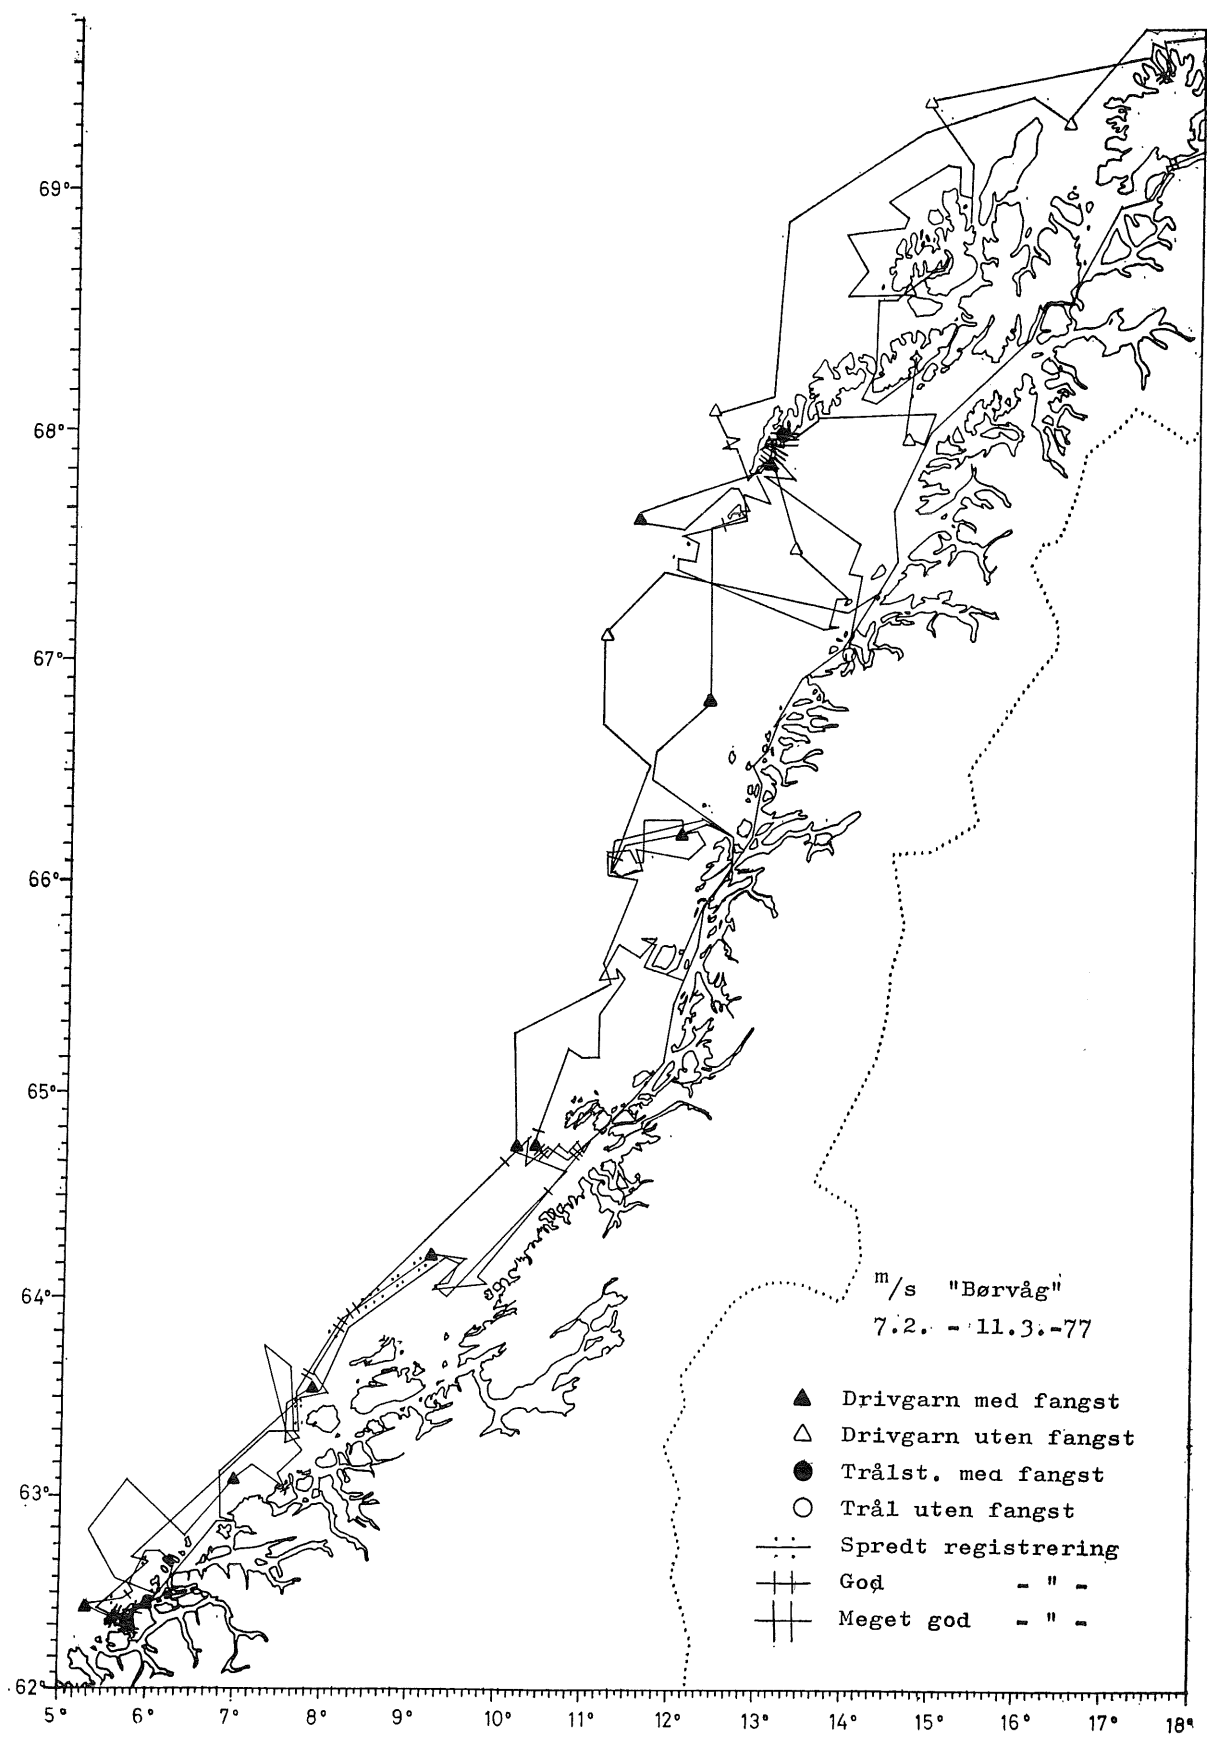 69°
68°
67°
66°
65°
64°
63°
62°
5° 6° 7° 8° 9° 10° 11° 12° 13° 14° 15° 16° 17° 18°
m/s "Børvåg"
7.2. - 11.3.-77
Drivgarn med fangst
Drivgarn uten fangst
Trålst. med fangst
Trål uten fangst
Spredt registrering
God - " -
Meget god - " -